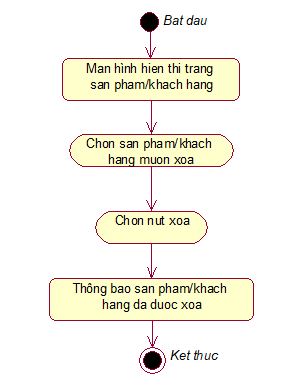 Bat dau
Man hình hien thi trang
san pham/khach hang
Chon san pham/khach
hang muon xoa
Chon nut xoa
Thông bao san pham/khach
hang da duoc xoa
Ket thuc